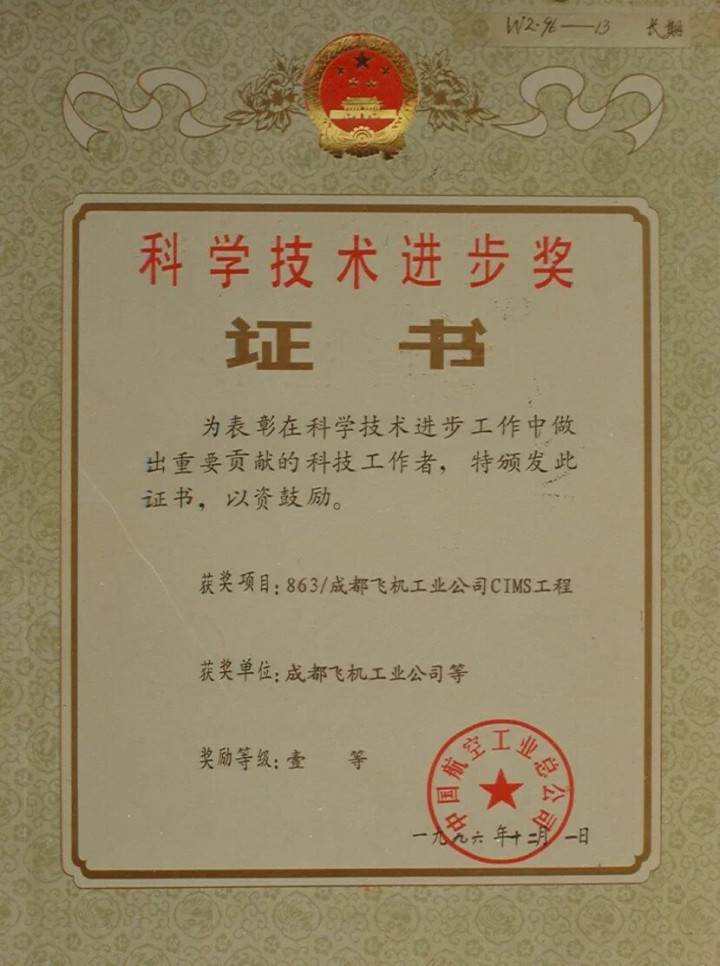 W2·96—13 长期
科学技术进步奖
证书
为表彰在科学技术进步工作中做
出重要贡献的科技工作者，特颁发此
证书，以资鼓励。
获奖项目：863/成都飞机工业公司CIMS工程
获奖单位：成都飞机工业公司等
奖励等级：壹 等
中国航空工业总公司
一九九六年十二月一日